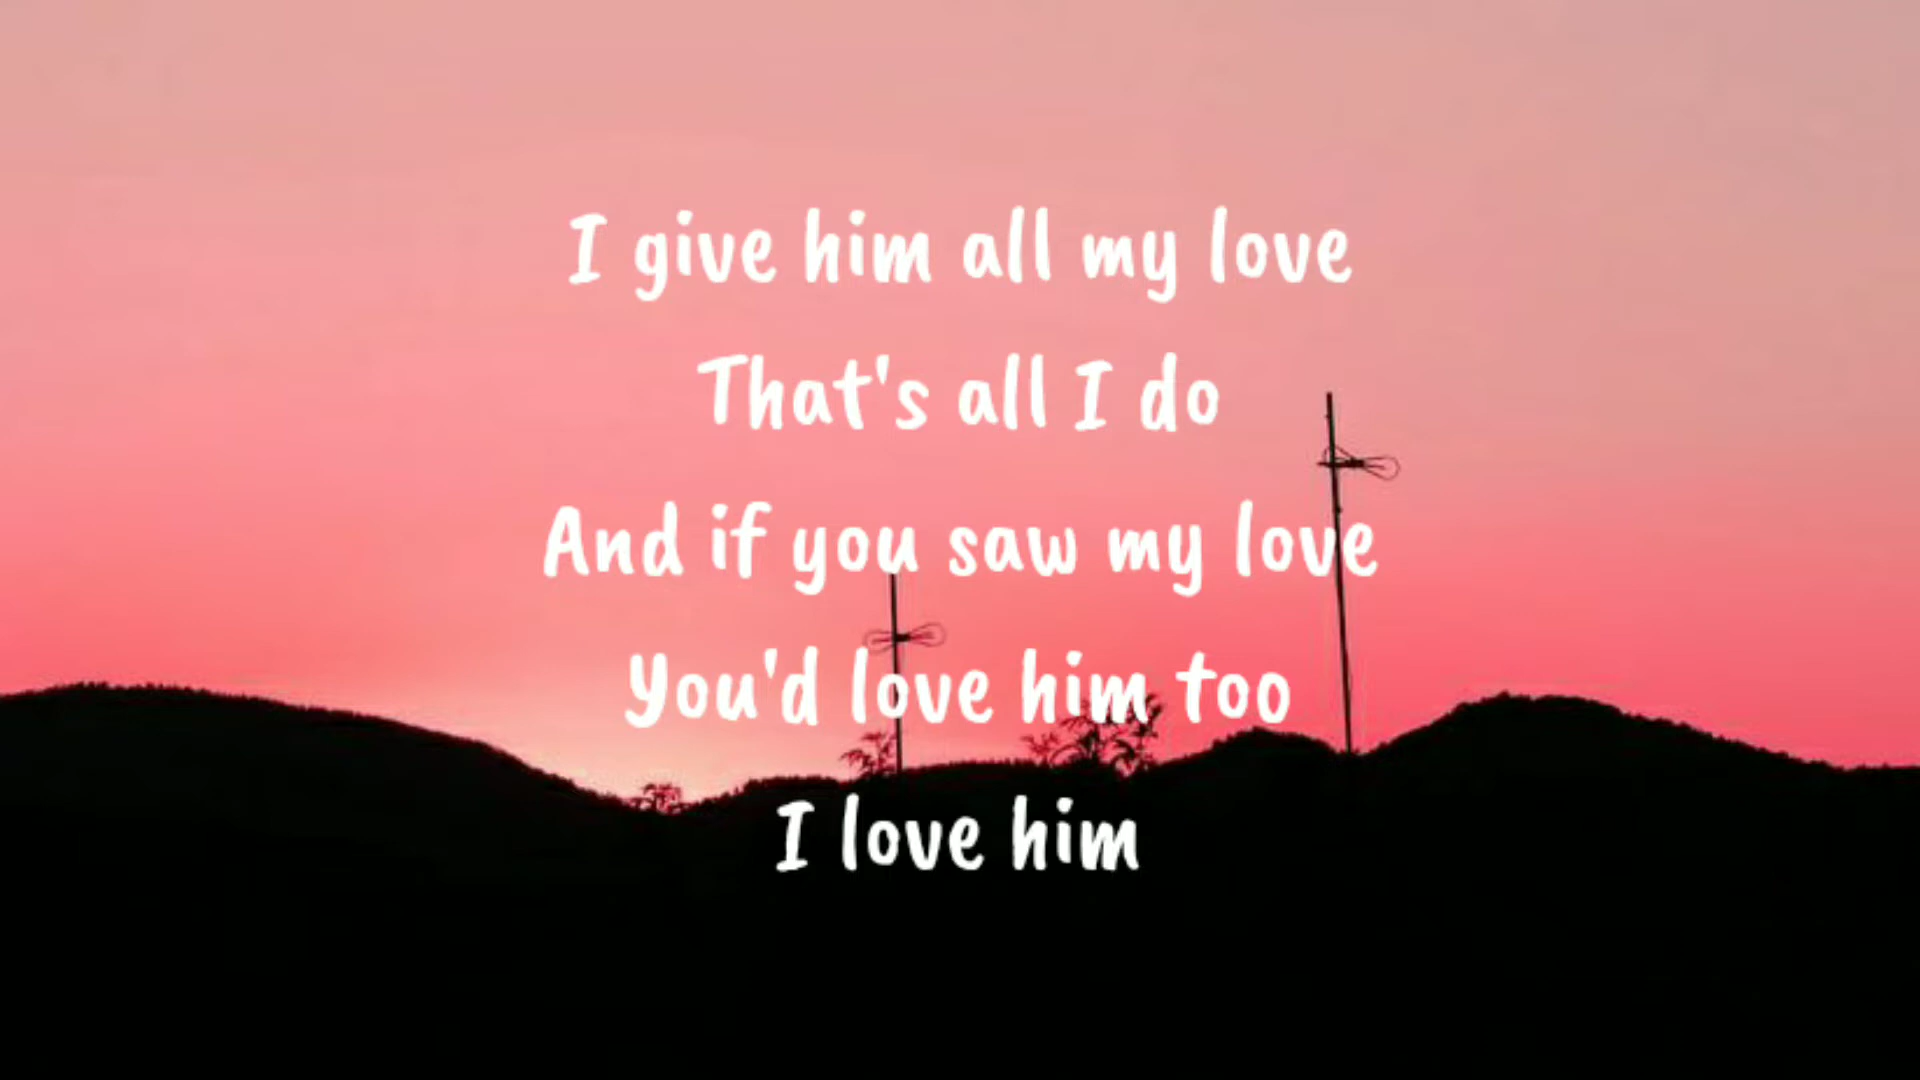 I give him all my love
That's all I do
And if you saw my love
You'd love him too
I love him